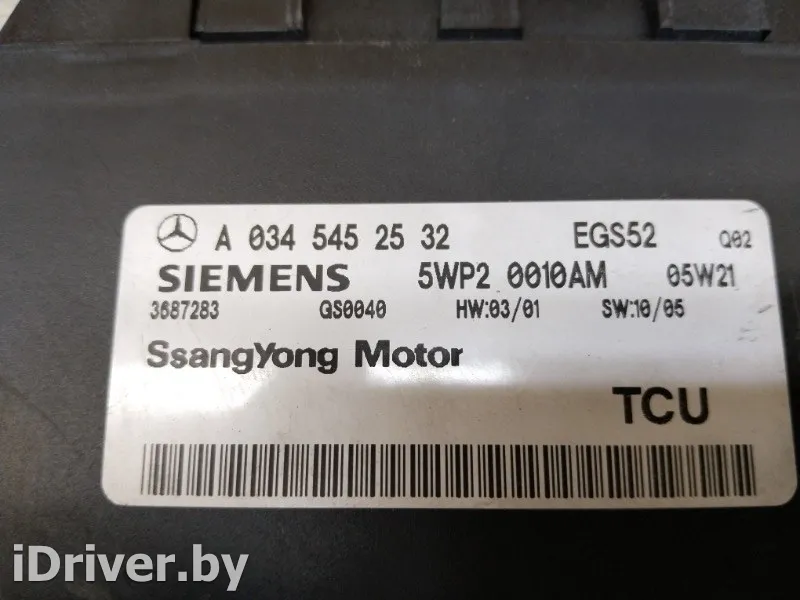 A 034 545 25 32 EGS52 Q02
SIEMENS 5WP2 0010AM 05W21
3687283 GS0040 HW:03/01 SW:10/05
SsangYong Motor
TCU
iDriver.by